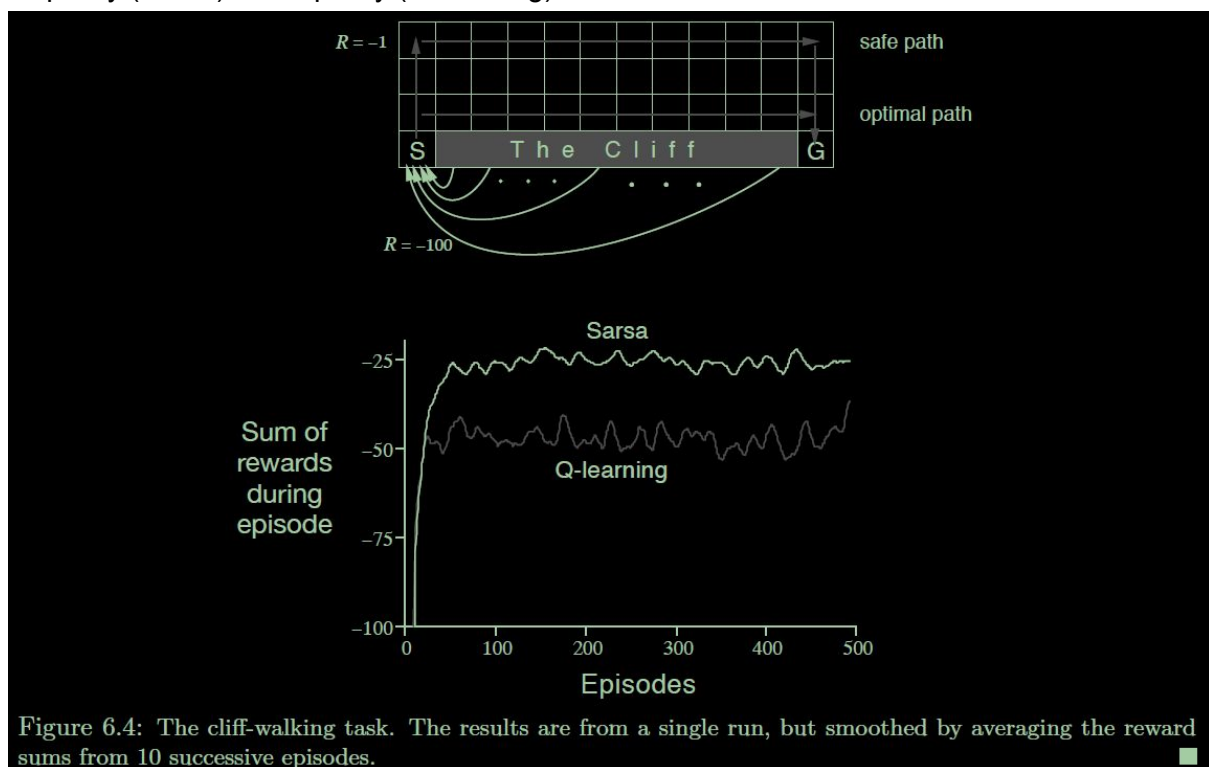 R = –1
safe path
optimal path
S
The Cliff
G
R = –100
Sarsa
–25
Sum of
rewards
during
episode
–50
Q-learning
–75
–100
0
100
200
300
400
500
Episodes
Figure 6.4: The cliff-walking task. The results are from a single run, but smoothed by averaging the reward
sums from 10 successive episodes.